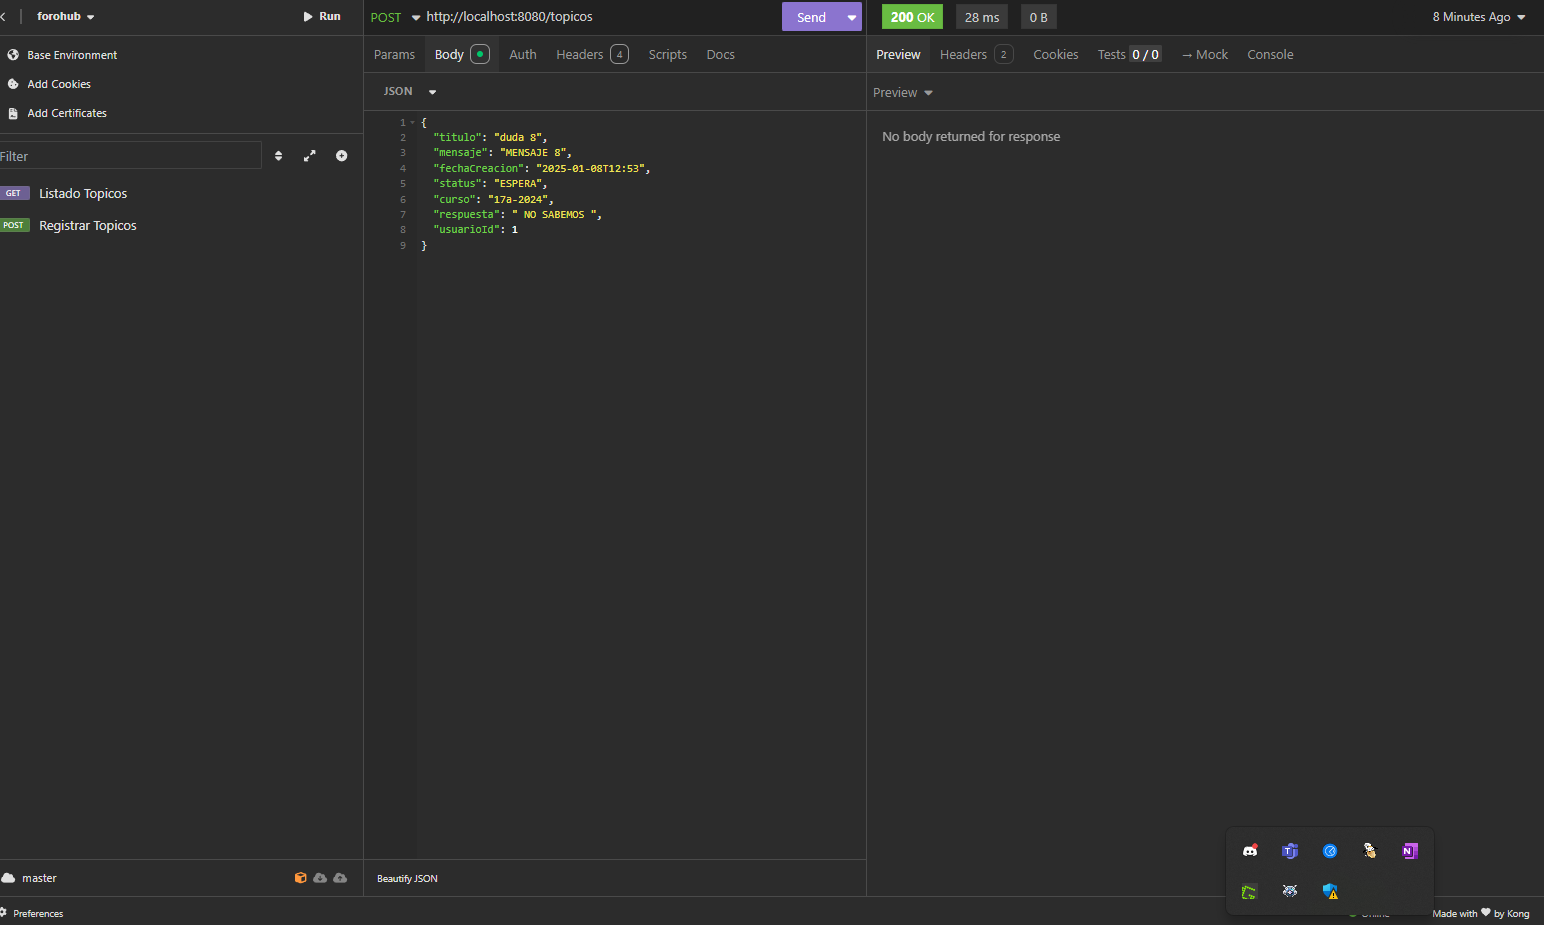 forohub
Run
Base Environment
Add Cookies
Add Certificates
Filter
GET Listado Topicos
POST Registrar Topicos
master
Preferences
POST http://localhost:8080/topicos
Send
Params Body Auth Headers 4 Scripts Docs
JSON
1 {
2 "titulo": "duda 8",
3 "mensaje": "MENSAJE 8",
4 "fechaCreacion": "2025-01-08T12:53",
5 "status": "ESPERA",
6 "curso": "17a-2024",
7 "respuesta": " NO SABEMOS ",
8 "usuarioId": 1
9 }
Beautify JSON
200 OK 28 ms 0 B 8 Minutes Ago
Preview Headers 2 Cookies Tests 0 / 0 → Mock Console
Preview
No body returned for response
Online
Made with ❤ by Kong